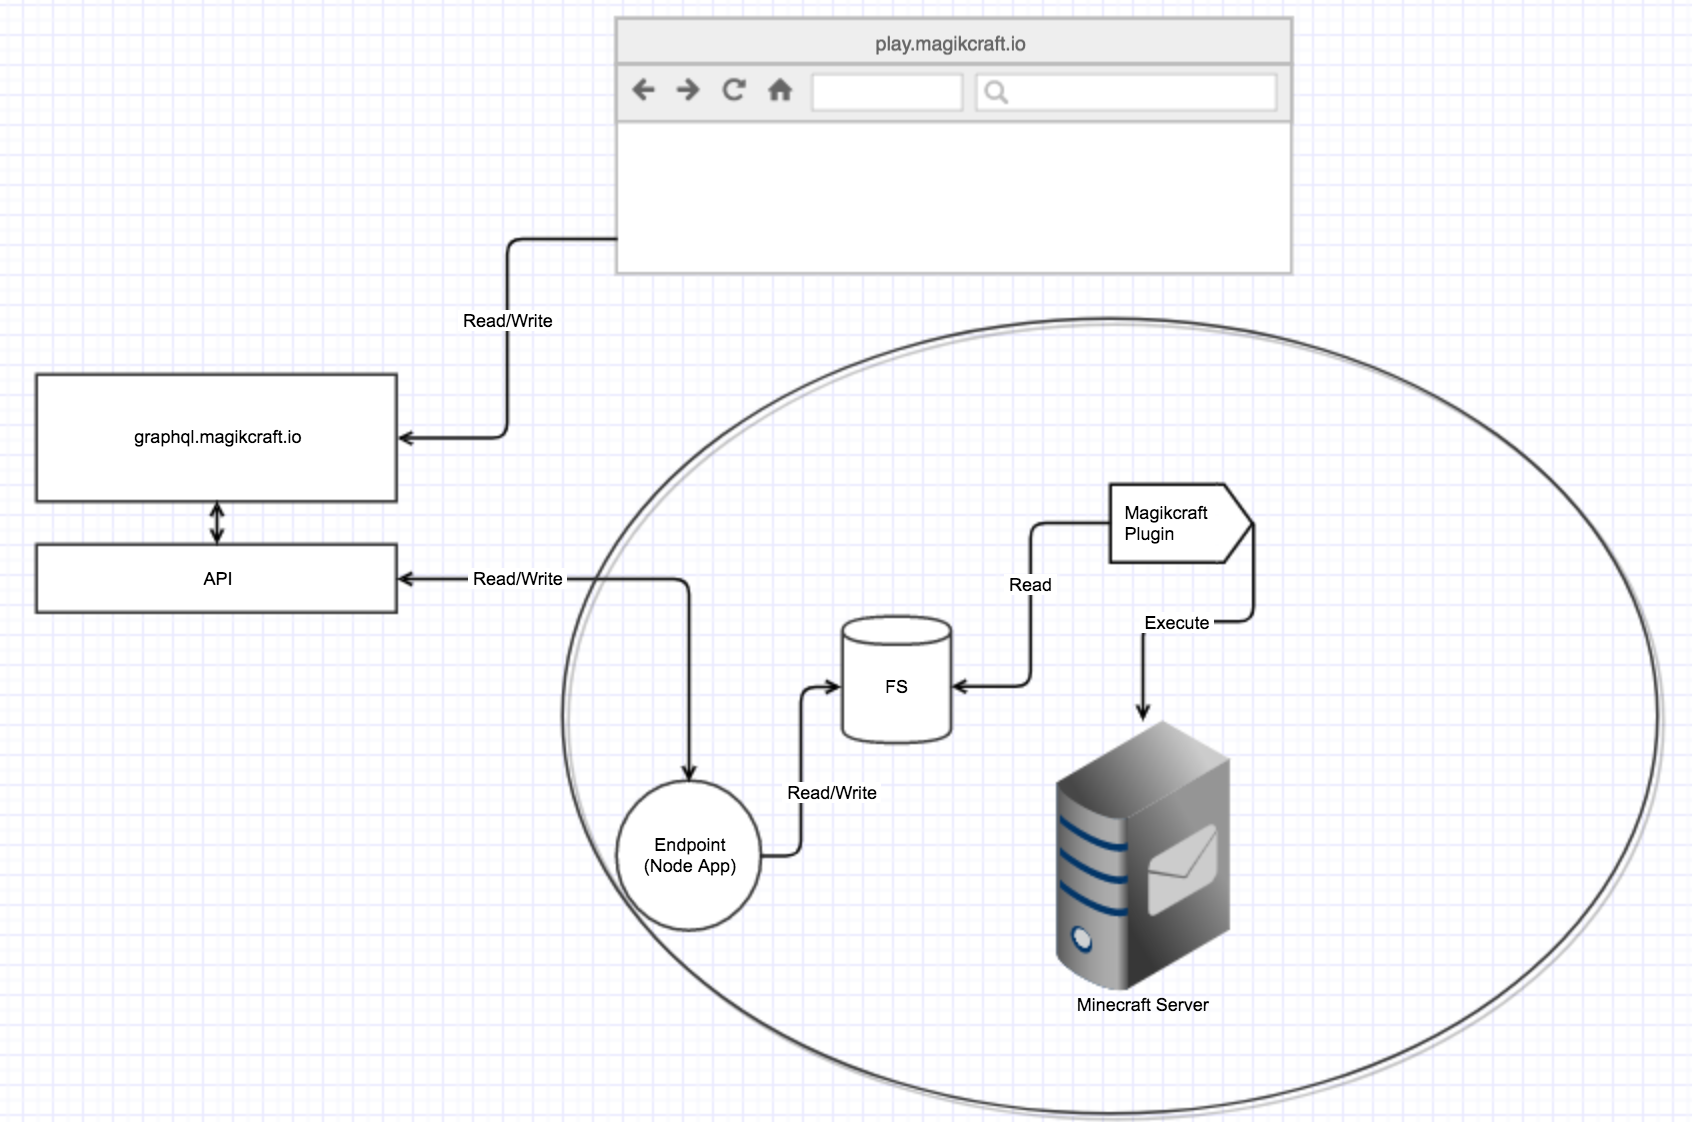 play.magikcraft.io
Read/Write
graphql.magikcraft.io
API
Read/Write
Magikcraft
Plugin
Read
Execute
FS
Read/Write
Endpoint
(Node App)
Minecraft Server